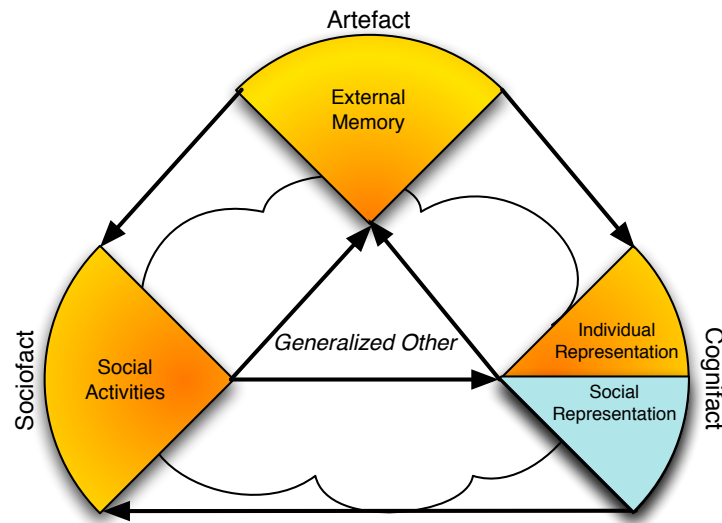 Artefact
External
Memory
Sociofact
Social
Activities
Generalized Other
Individual
Representation
Social
Representation
Cognifact